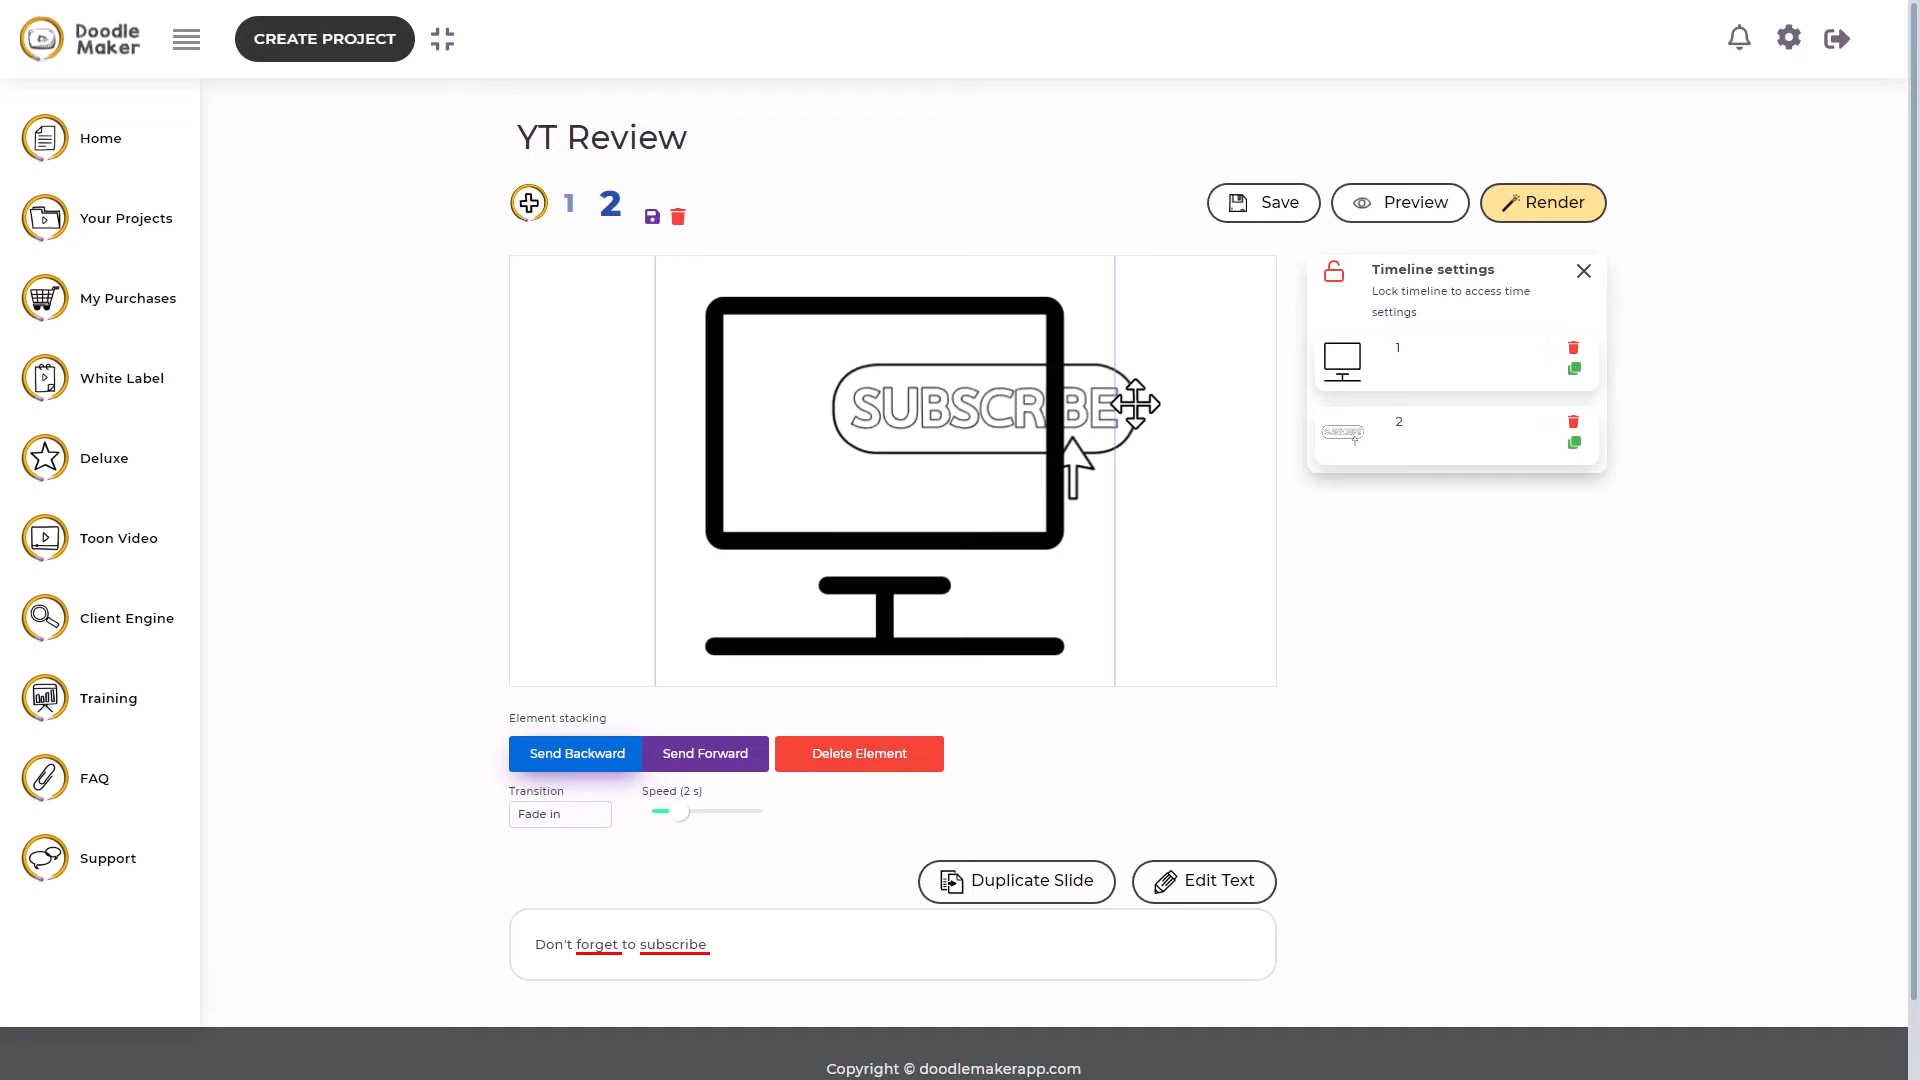 Doodle
Maker
CREATE PROJECT
Home
Your Projects
My Purchases
White Label
Deluxe
Toon Video
Client Engine
Training
FAQ
Support
YT Review
1
2
Save
Preview
Render
SUBSCRIBE
Timeline settings
Lock timeline to access time
settings
1
SUBSCRIBE
2
Element stacking
Send Backward
Send Forward
Delete Element
Transition
Speed (2 s)
Fade in
Duplicate Slide
Edit Text
Don't forget to subscribe
Copyright © doodlemakerapp.com